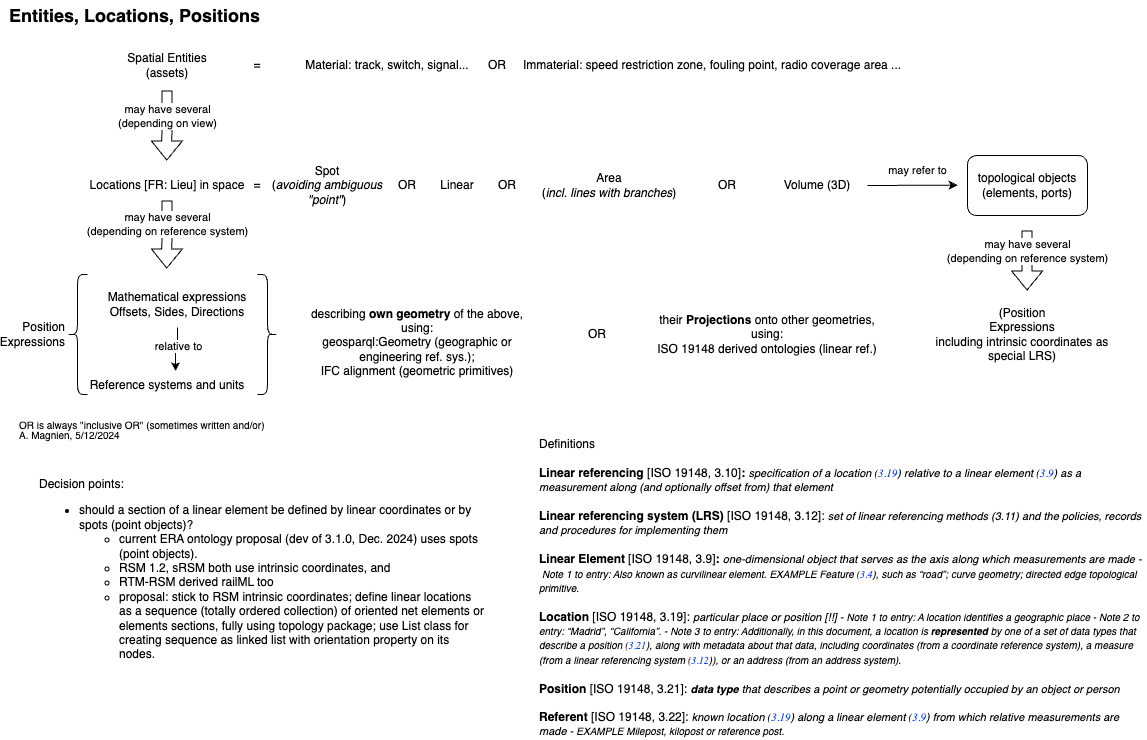 Entities, Locations, Positions
Spatial Entities
(assets)
=
Material: track, switch, signal...
OR
Immaterial: speed restriction zone, fouling point, radio coverage area ...
may have several
(depending on view)
Locations [FR: Lieu] in space
=
Spot
(avoiding ambiguous
"point")
OR
Linear
OR
Area
(incl. lines with branches)
OR
Volume (3D)
may refer to
topological objects
(elements, ports)
may have several
(depending on reference system)
may have several
(depending on reference system)
Position
Expressions
Mathematical expressions
Offsets, Sides, Directions
relative to
Reference systems and units
describing own geometry of the above,
using:
geosparql:Geometry (geographic or
engineering ref. sys.);
IFC alignment (geometric primitives)
OR
their Projections onto other geometries,
using:
ISO 19148 derived ontologies (linear ref.)
(Position
Expressions
including intrinsic coordinates as
special LRS)
OR is always "inclusive OR" (sometimes written and/or)
A. Magnien, 5/12/2024
Decision points:
• should a section of a linear element be defined by linear coordinates or by
spots (point objects)?
○ current ERA ontology proposal (dev of 3.1.0, Dec. 2024) uses spots
(point objects).
○ RSM 1.2, sRSM both use intrinsic coordinates, and
○ RTM-RSM derived railML too
○ proposal: stick to RSM intrinsic coordinates; define linear locations
as a sequence (totally ordered collection) of oriented net elements or
elements sections, fully using topology package; use List class for
creating sequence as linked list with orientation property on its
nodes.
Definitions
Linear referencing [ISO 19148, 3.10]: specification of a location (3.19) relative to a linear element (3.9) as a
measurement along (and optionally offset from) that element
Linear referencing system (LRS) [ISO 19148, 3.12]: set of linear referencing methods (3.11) and the policies, records
and procedures for implementing them
Linear Element [ISO 19148, 3.9]: one-dimensional object that serves as the axis along which measurements are made -
Note 1 to entry: Also known as curvilinear element. EXAMPLE Feature (3.4), such as “road”; curve geometry; directed edge topological
primitive.
Location [ISO 19148, 3.19]: particular place or position [!!] - Note 1 to entry: A location identifies a geographic place - Note 2 to
entry: “Madrid”, “California”. - Note 3 to entry: Additionally, in this document, a location is represented by one of a set of data types that
describe a position (3.21), along with metadata about that data, including coordinates (from a coordinate reference system), a measure
(from a linear referencing system (3.12)), or an address (from an address system).
Position [ISO 19148, 3.21]: data type that describes a point or geometry potentially occupied by an object or person
Referent [ISO 19148, 3.22]: known location (3.19) along a linear element (3.9) from which relative measurements are
made - EXAMPLE Milepost, kilopost or reference post.